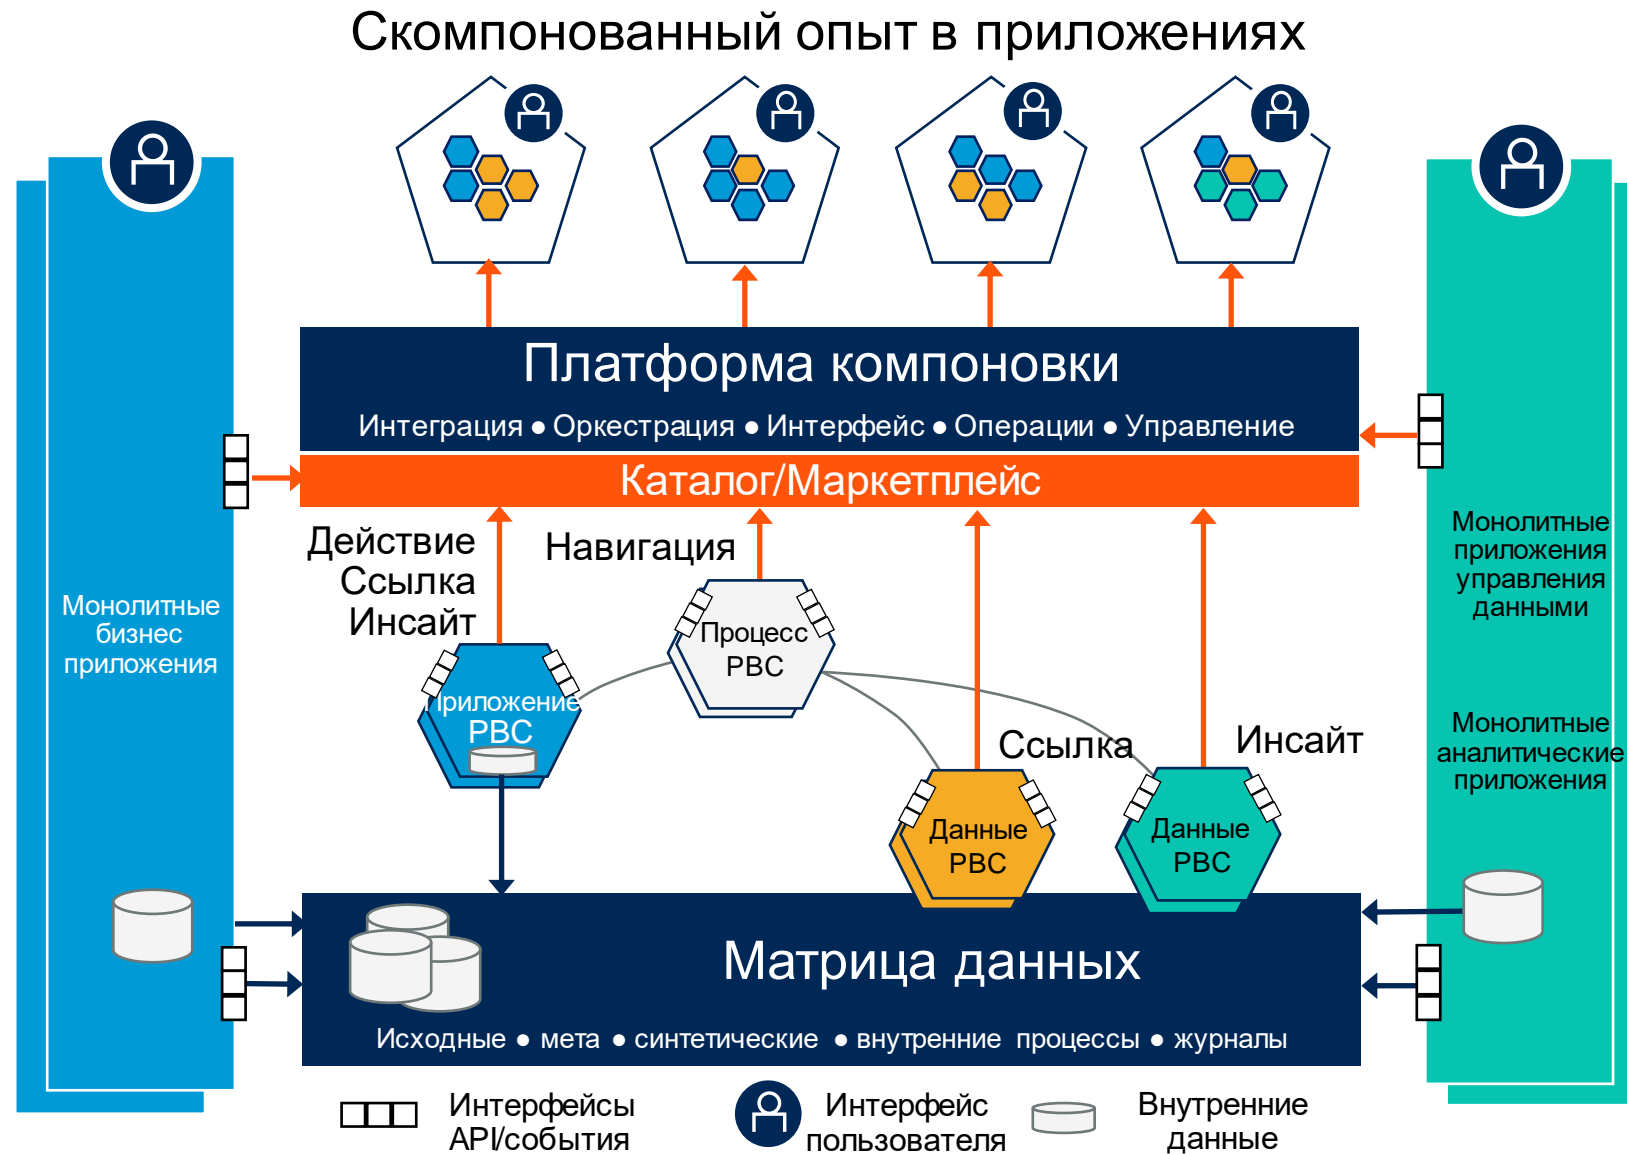 Скомпонованный опыт в приложениях
Платформа компоновки
Интеграция ● Оркестрация ● Интерфейс ● Операции ● Управление
Каталог/Маркетплейс
Действие
Ссылка
Инсайт
Навигация
Монолитные
бизнес
приложения
Процесс
PBC
Приложение
PBC
Ссылка
Инсайт
Данные
PBC
Данные
PBC
Монолитные
приложения
управления
данными
Монолитные
аналитические
приложения
Матрица данных
Исходные ● мета ● синтетические ● внутренние процессы ● журналы
Интерфейсы
API/события
Интерфейс
пользователя
Внутренние
данные